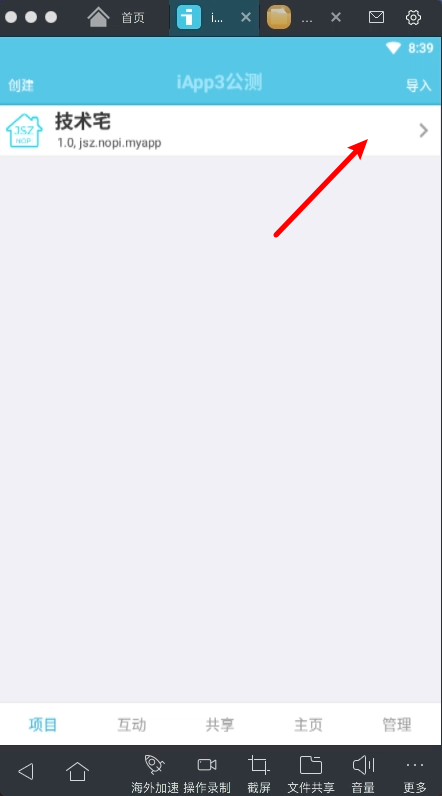 首页
i...
...
8:39
创建
iApp3公测
导入
JSZ
NOPI
技术宅
1.0, jsz.nopi.myapp
项目
互动
共享
主页
管理
海外加速
操作录制
截屏
文件共享
音量
更多